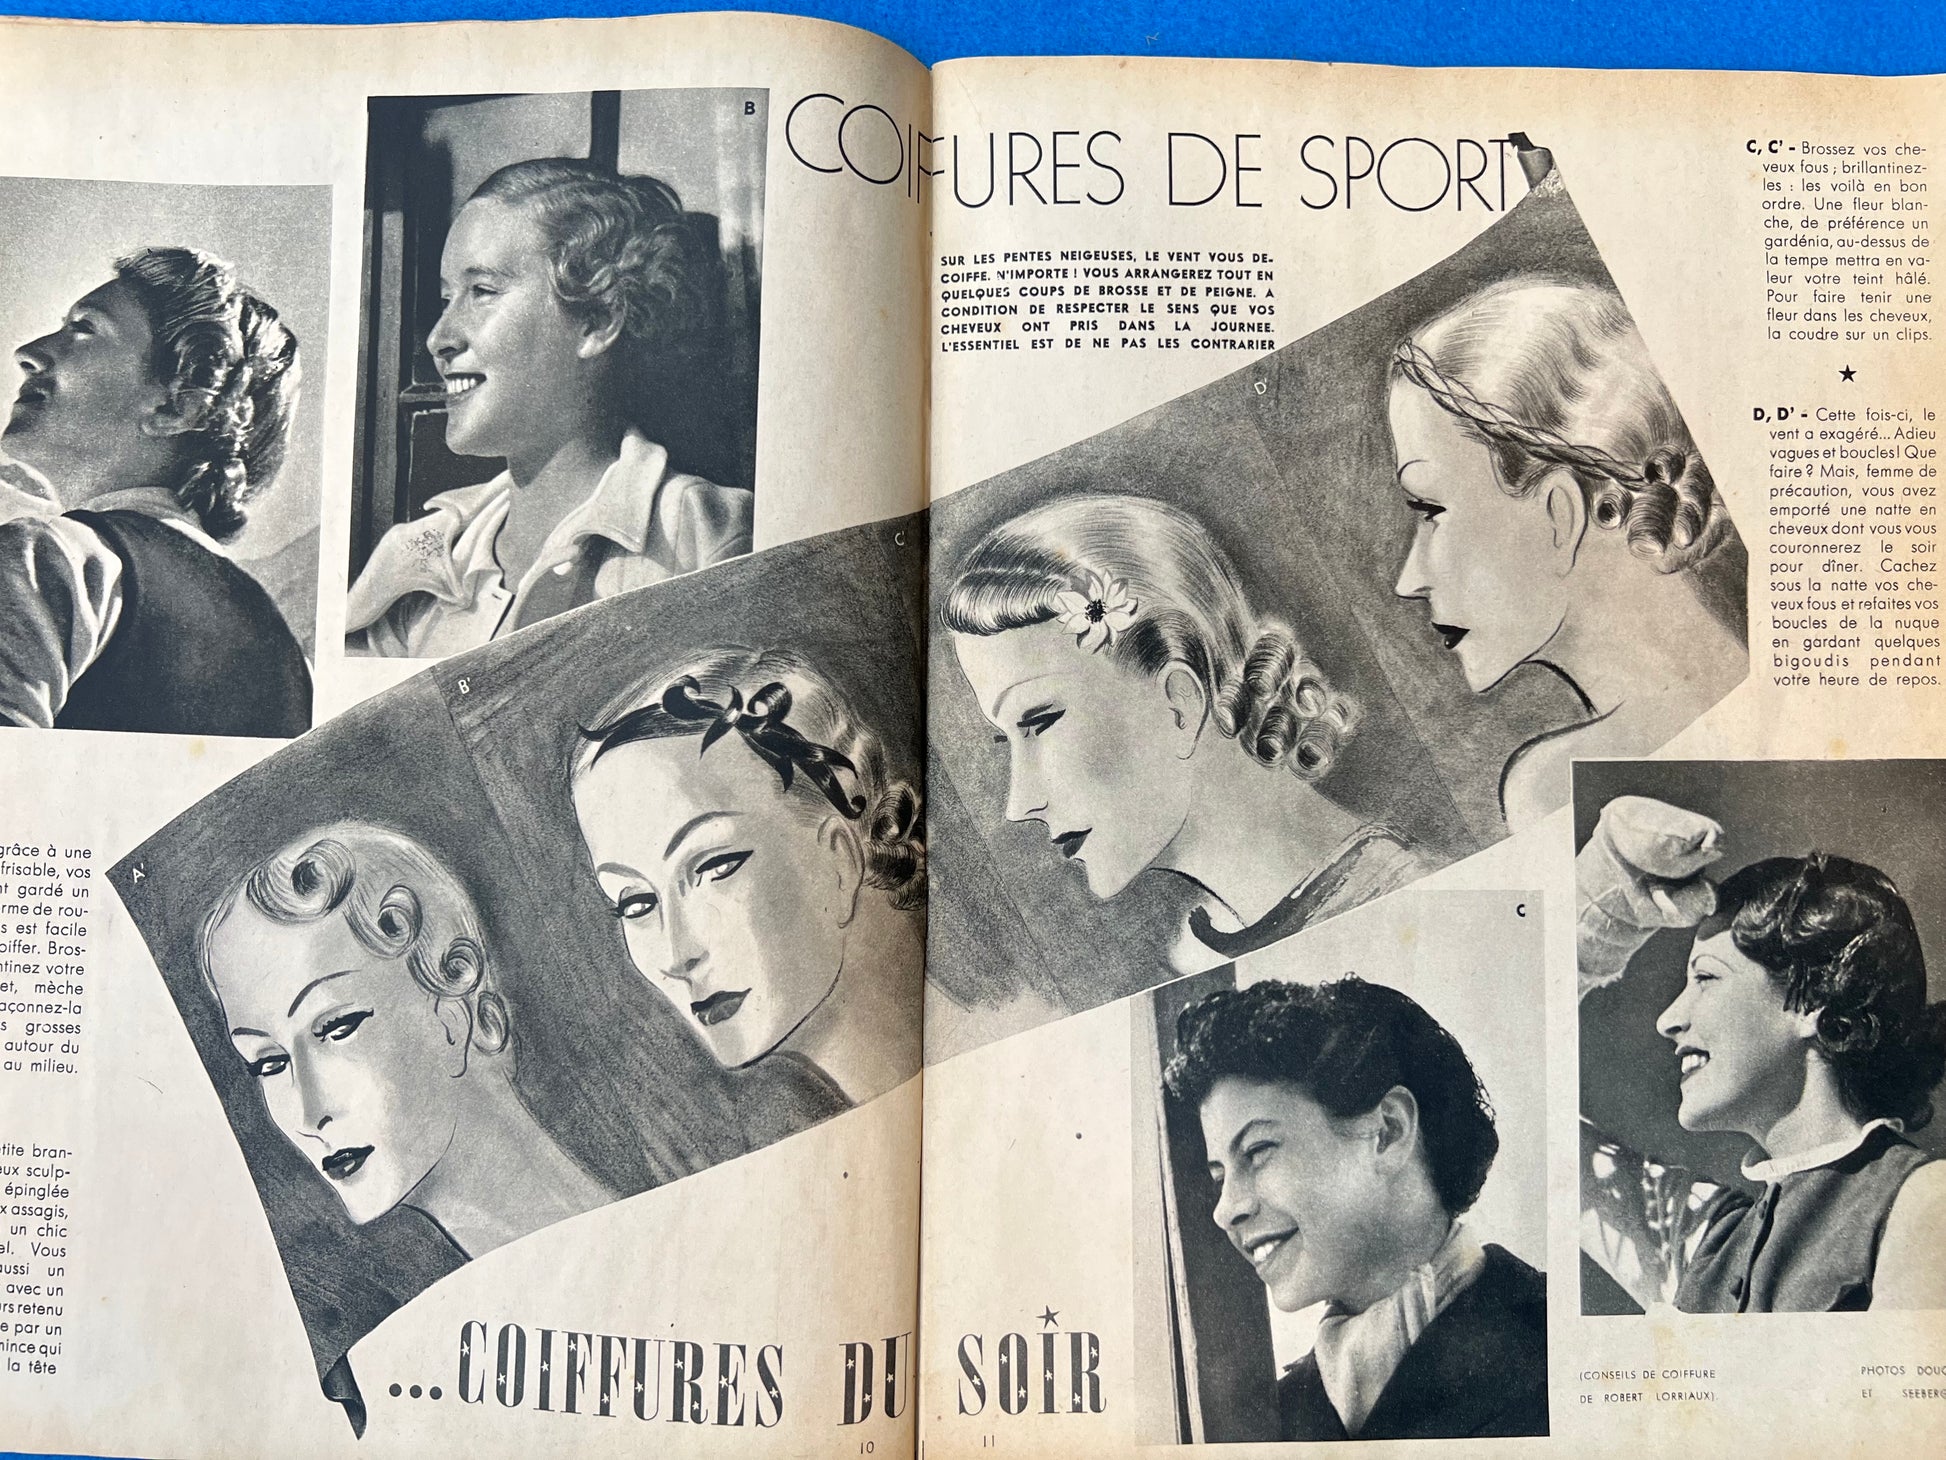 COIFFURES DE SPORT
B
SUR LES PENTES NEIGEUSES, LE VENT VOUS DE-
COIFFE. N'IMPORTE ! VOUS ARRANGEREZ TOUT EN
QUELQUES COUPS DE BROSSE ET DE PEIGNE. A
CONDITION DE RESPECTER LE SENS QUE VOS
CHEVEUX ONT PRIS DANS LA JOURNEE.
L'ESSENTIEL EST DE NE PAS LES CONTRARIER
C, C' - Brossez vos che-
veux fous ; brillantinez-
les : les voilà en bon
ordre. Une fleur blan-
che, de préférence un
gardénia, au-dessus de
la tempe mettra en va-
leur votre teint hâlé.
Pour faire tenir une
fleur dans les cheveux,
la coudre sur un clips.
D, D' - Cette fois-ci, le
vent a exagéré... Adieu
vagues et boucles! Que
faire ? Mais, femme de
précaution, vous avez
emporté une natte en
cheveux dont vous vous
couronnerez le soir
pour dîner. Cachez
sous la natte vos che-
veux fous et refaites vos
boucles de la nuque
en gardant quelques
bigoudis pendant
votre heure de repos.
D'
C'
B'
A'
grâce à une
frisable, vos
nt gardé un
rme de rou-
s est facile
oiffer. Bros-
ntinez votre
et, mèche
açonnez-la
s grosses
autour du
au milieu.
etite bran-
eux sculp-
épinglée
x assagis,
un chic
el. Vous
aussi un
avec un
urs retenu
e par un
mince qui
la tête
C
...COIFFURES DU SOIR
(CONSEILS DE COIFFURE
DE ROBERT LORRIAUX).
PHOTOS DOUC
ET SEEBERG
10
11